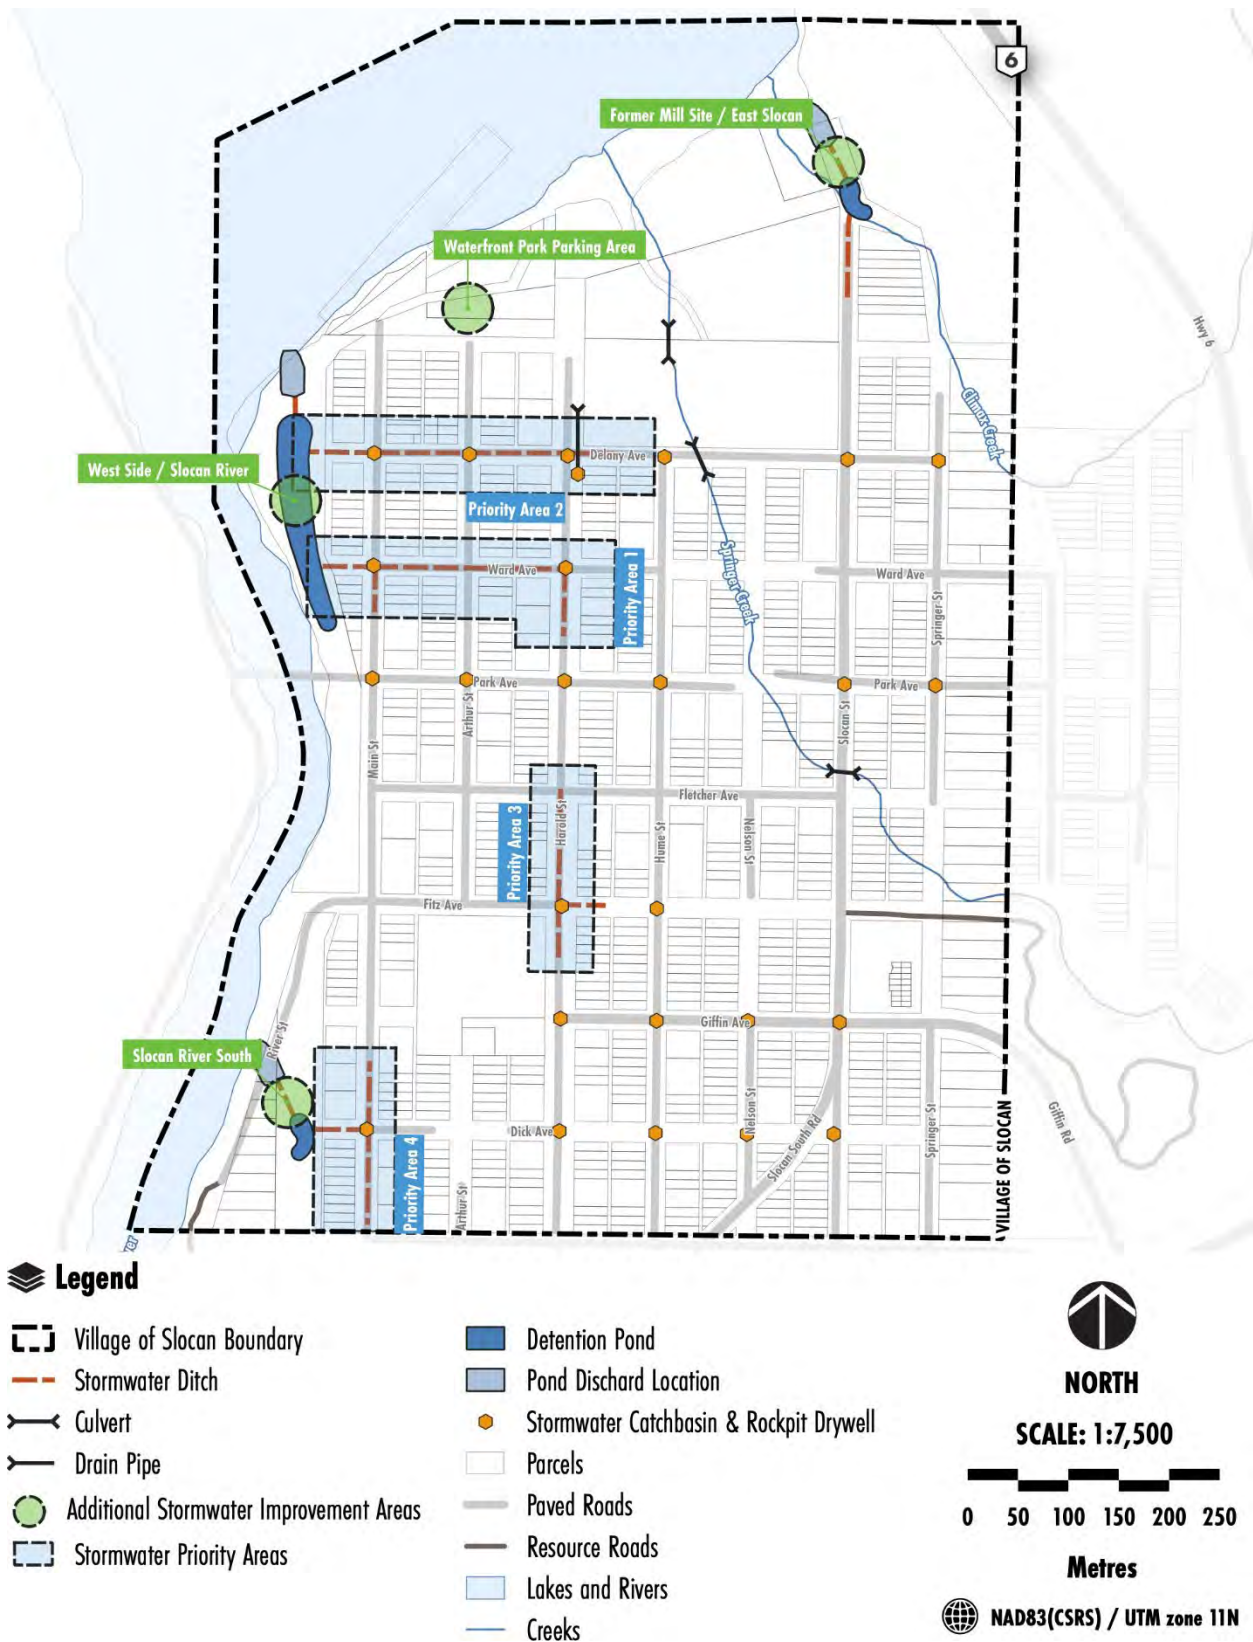 6
Former Mill Site / East Slocan
Waterfront Park Parking Area
Hwy 6
Climax Creek
Delany Ave
West Side / Slocan River
Priority Area 2
Priority Area 1
Ward Ave
Ward Ave
Springer Creek
Springer St
Park Ave
Park Ave
Arthur St
Slocan St
Main St
Fletcher Ave
Priority Area 3
Harold St
Hume St
Nelson St
Fitz Ave
Giffin Ave
River St
Slocan River South
Dick Ave
Nelson St
Slocan South Rd
Springer St
Giffin Rd
VILLAGE OF SLOCAN
Priority Area 4
Arthur St
Legend
Village of Slocan Boundary
Stormwater Ditch
Culvert
Drain Pipe
Additional Stormwater Improvement Areas
Stormwater Priority Areas
Detention Pond
Pond Dischard Location
Stormwater Catchbasin & Rockpit Drywell
Parcels
Paved Roads
Resource Roads
Lakes and Rivers
Creeks
NORTH
SCALE: 1:7,500
0 50 100 150 200 250
Metres
NAD83(CSRS) / UTM zone 11N